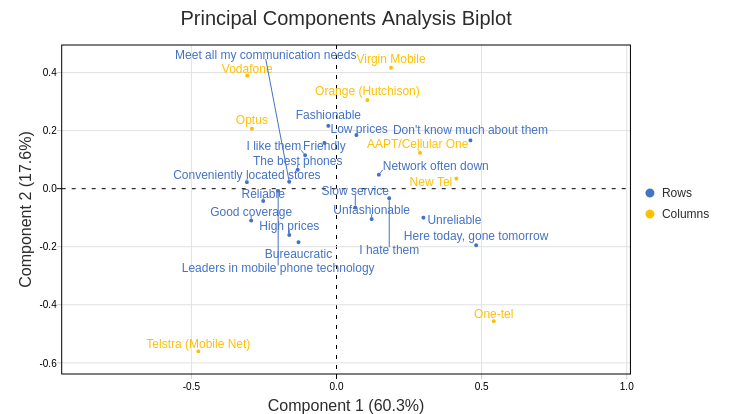 Principal Components Analysis Biplot
Meet all my communication needs
Virgin Mobile
Vodafone
Orange (Hutchison)
Fashionable
Optus
Low prices
Don't know much about them
I like them
Friendly
AAPT/Cellular One
The best phones
Network often down
Conveniently located stores
New Tel
Slow service
Reliable
Unfashionable
Good coverage
Unreliable
High prices
Here today, gone tomorrow
Bureaucratic
I hate them
Leaders in mobile phone technology
One-tel
Telstra (Mobile Net)
0.4
0.2
0.0
-0.2
-0.4
-0.6
-0.5
0.0
0.5
1.0
Component 2 (17.6%)
Component 1 (60.3%)
Rows
Columns